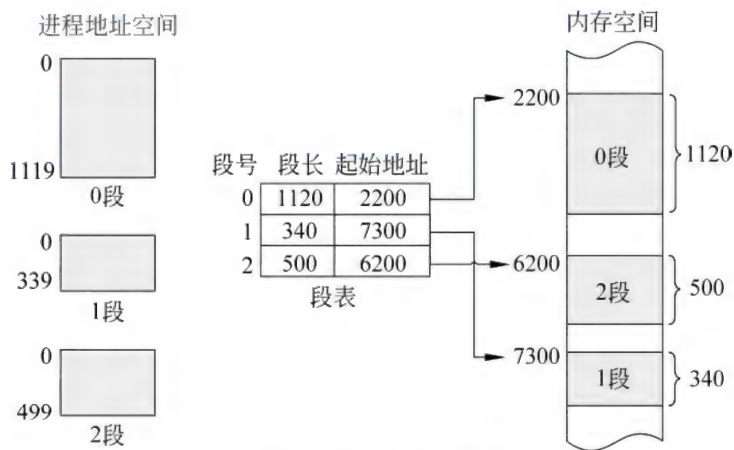 进程地址空间
0
1119
0段
0
339
1段
0
499
2段
段号 段长 起始地址
0 1120 2200
1 340 7300
2 500 6200
段表
内存空间
2200
0段
1120
6200
2段
500
7300
1段
340